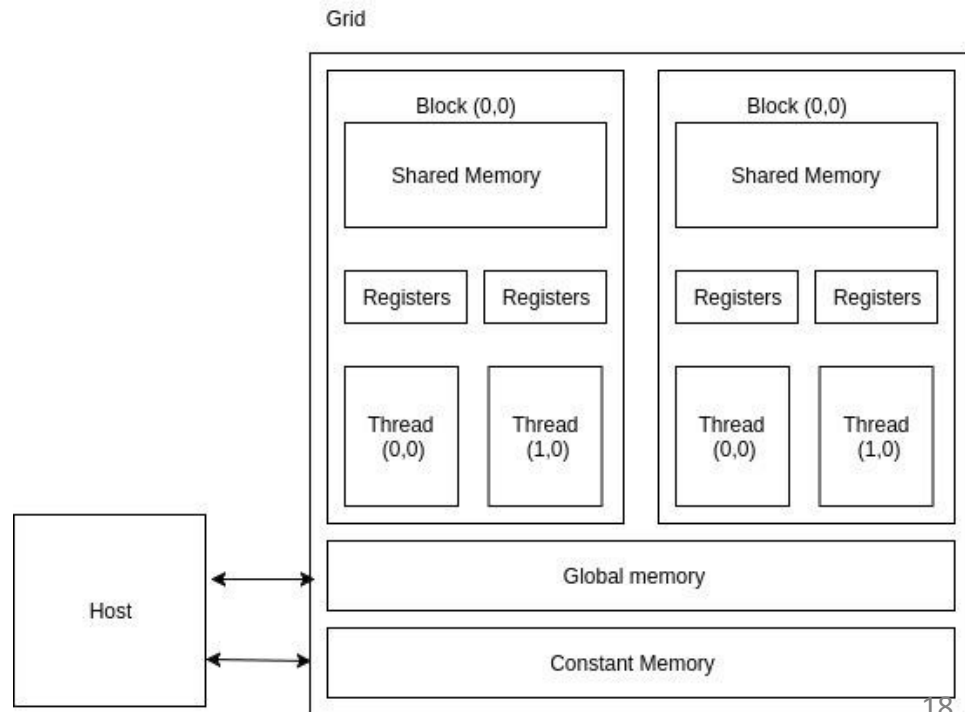 Grid
Block (0,0)
Shared Memory
Registers
Registers
Thread
(0,0)
Thread
(1,0)
Block (0,0)
Shared Memory
Registers
Registers
Thread
(0,0)
Thread
(1,0)
Host
Global memory
Constant Memory
18